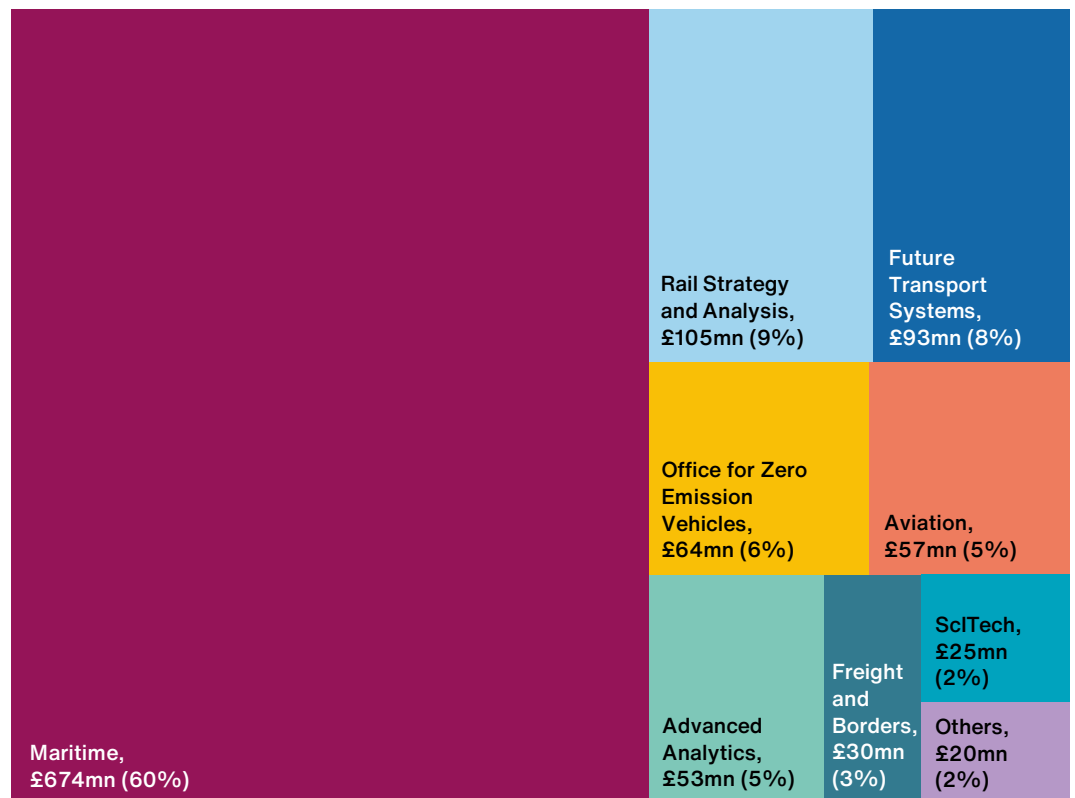 Maritime,
£674mn (60%)
Rail Strategy
and Analysis,
£105mn (9%)
Future
Transport
Systems,
£93mn (8%)
Office for Zero
Emission
Vehicles,
£64mn (6%)
Aviation,
£57mn (5%)
Advanced
Analytics,
£53mn (5%)
Freight
and
Borders,
£30mn
(3%)
ScITech,
£25mn
(2%)
Others,
£20mn
(2%)